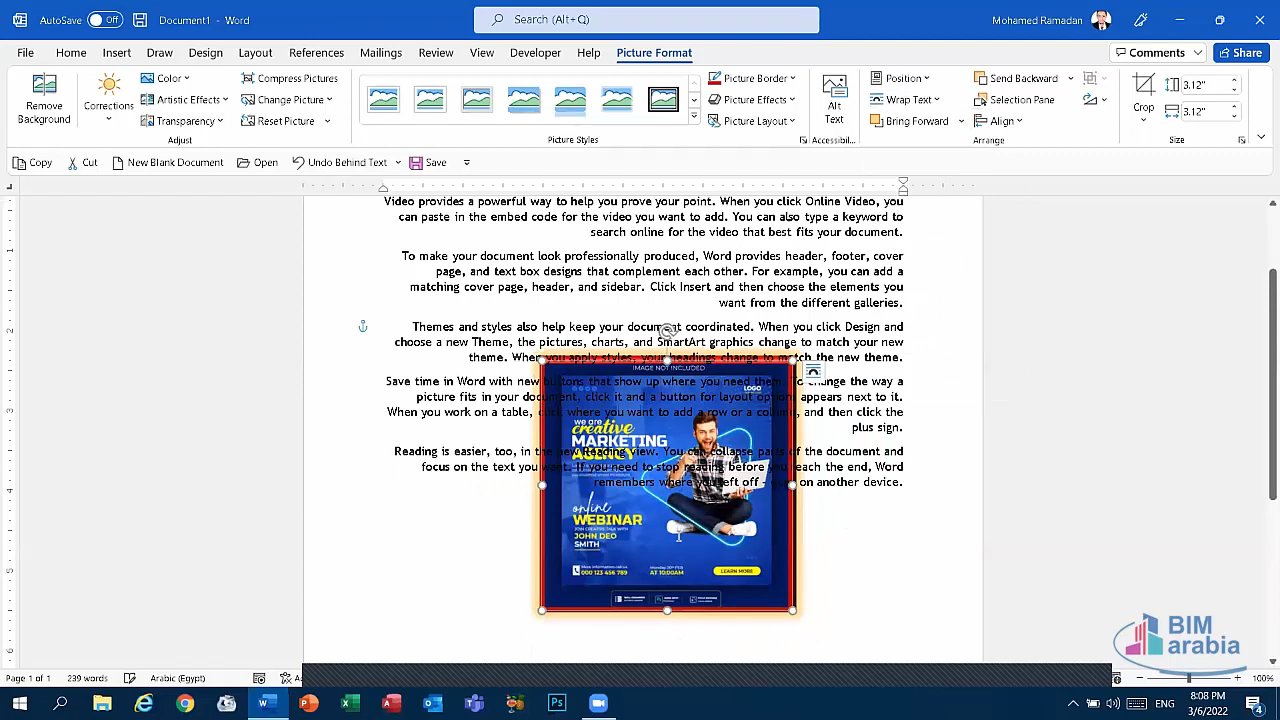 AutoSave Off Document1 - Word Search (Alt+Q) Mohamed Ramadan
File Home Insert Draw Design Layout References Mailings Review View Developer Help Picture Format Comments Share
Remove Background
Corrections
Color
Artistic Effects
Transparency
Compress Pictures
Change Picture
Reset Picture
Picture Border
Picture Effects
Picture Layout
Alt Text
Position
Wrap Text
Bring Forward
Send Backward
Selection Pane
Align
Crop
3.12"
3.12"
Adjust Picture Styles Accessibil... Arrange Size
Copy Cut New Blank Document Open Undo Behind Text Save
Video provides a powerful way to help you prove your point. When you click Online Video, you
can paste in the embed code for the video you want to add. You can also type a keyword to
search online for the video that best fits your document.
To make your document look professionally produced, Word provides header, footer, cover
page, and text box designs that complement each other. For example, you can add a
matching cover page, header, and sidebar. Click Insert and then choose the elements you
want from the different galleries.
Themes and styles also help keep your document coordinated. When you click Design and
choose a new Theme, the pictures, charts, and SmartArt graphics change to match your new
theme. When you apply styles, your headings change to match the new theme.
Save time in Word with new buttons that show up where you need them. To change the way a
picture fits in your document, click it and a button for layout options appears next to it.
When you work on a table, click where you want to add a row or a column, and then click the
plus sign.
Reading is easier, too, in the new Reading view. You can collapse parts of the document and
focus on the text you want. If you need to stop reading before you reach the end, Word
remembers where you left off - on another device.
IMAGE NOT INCLUDED
LOGO
we are
creative
MARKETING
AGENCY
online
WEBINAR
JOIN CREATIVE TALK WITH
JOHN DEO
SMITH
000 123 456 789
AT 10:00AM
LEARN MORE
BIM
arabia
Page 1 of 1 239 words Arabic (Egypt) 100%
ENG
8:08 PM
3/6/2022